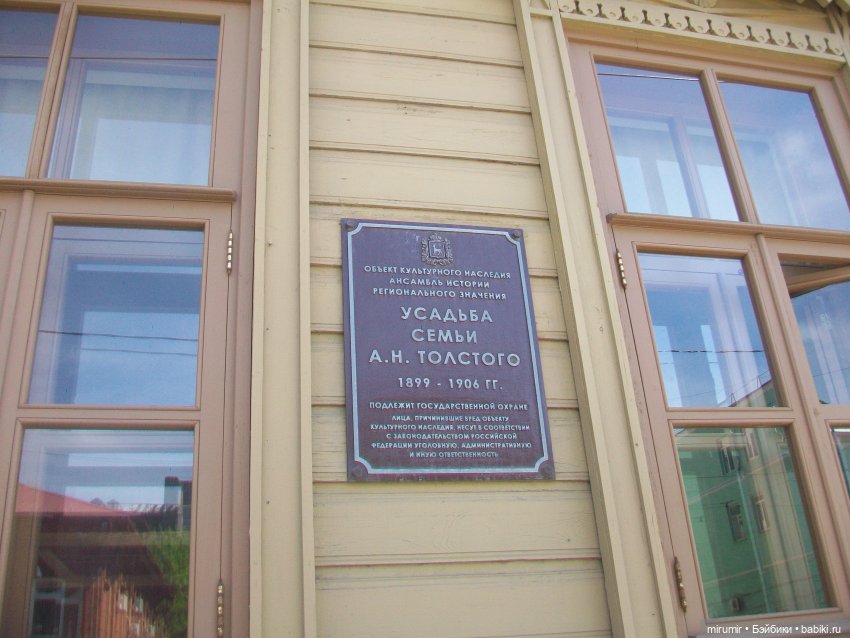 ОБЪЕКТ КУЛЬТУРНОГО НАСЛЕДИЯ
АНСАМБЛЬ ИСТОРИИ
РЕГИОНАЛЬНОГО ЗНАЧЕНИЯ
УСАДЬБА
СЕМЬИ
А.Н. ТОЛСТОГО
1899 - 1906 ГГ.
ПОДЛЕЖИТ ГОСУДАРСТВЕННОЙ ОХРАНЕ
ЛИЦА, ПРИЧИНИВШИЕ ВРЕД ОБЪЕКТУ
КУЛЬТУРНОГО НАСЛЕДИЯ, НЕСУТ В СООТВЕТСТВИИ
С ЗАКОНОДАТЕЛЬСТВОМ РОССИЙСКОЙ
ФЕДЕРАЦИИ УГОЛОВНУЮ, АДМИНИСТРАТИВНУЮ
И ИНУЮ ОТВЕТСТВЕННОСТЬ
mirumir • Бэйбики • babiki.ru